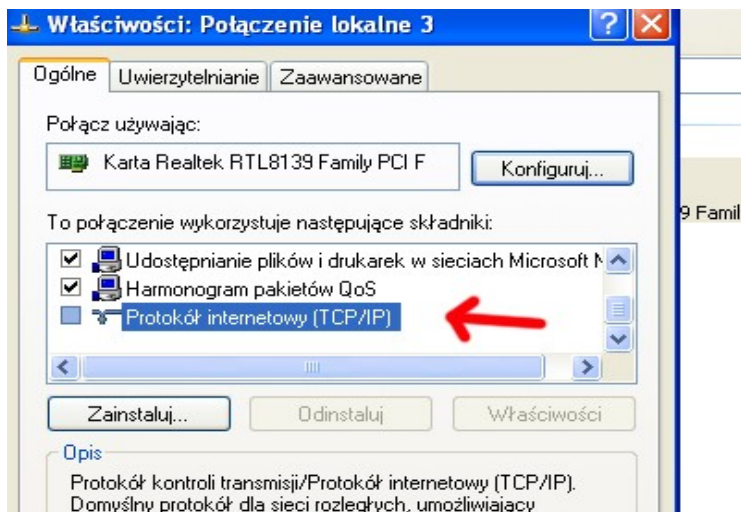 Właściwości: Połączenie lokalne 3
Ogólne Uwierzytelnianie Zaawansowane
Połącz używając:
Karta Realtek RTL8139 Family PCI F Konfiguruj...
To połączenie wykorzystuje następujące składniki:
9 Famil
Udostępnianie plików i drukarek w sieciach Microsoft N
Harmonogram pakietów QoS
Protokół internetowy (TCP/IP)
Zainstaluj... Odinstaluj Właściwości
Opis
Protokół kontroli transmisji/Protokół internetowy (TCP/IP).
Domyślny protokół dla sieci rozległych, umożliwiający